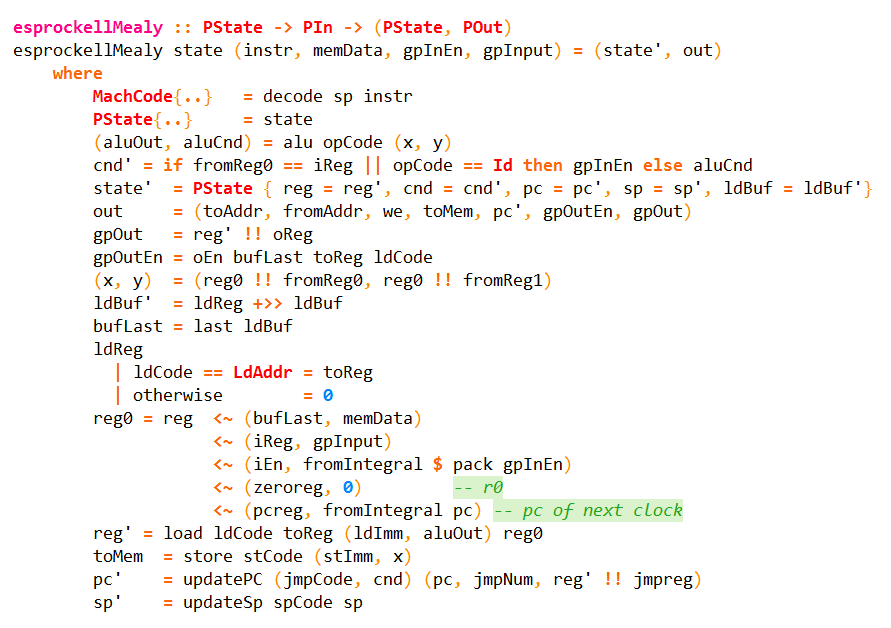 esprockellMealy :: PState -> PIn -> (PState, POut)
esprockellMealy state (instr, memData, gpInEn, gpInput) = (state', out)
    where
        MachCode{..}   = decode sp instr
        PState{..}     = state
        (aluOut, aluCnd) = alu opCode (x, y)
        cnd' = if fromReg0 == iReg || opCode == Id then gpInEn else aluCnd
        state'  = PState { reg = reg', cnd = cnd', pc = pc', sp = sp', ldBuf = ldBuf'}
        out     = (toAddr, fromAddr, we, toMem, pc', gpOutEn, gpOut)
        gpOut   = reg' !! oReg
        gpOutEn = oEn bufLast toReg ldCode
        (x, y)  = (reg0 !! fromReg0, reg0 !! fromReg1)
        ldBuf'  = ldReg +>> ldBuf
        bufLast = last ldBuf
        ldReg
          | ldCode == LdAddr = toReg
          | otherwise        = 0
        reg0 = reg  <~ (bufLast, memData)
                    <~ (iReg, gpInput)
                    <~ (iEn, fromIntegral $ pack gpInEn)
                    <~ (zeroreg, 0)         -- r0
                    <~ (pcreg, fromIntegral pc) -- pc of next clock
        reg' = load ldCode toReg (ldImm, aluOut) reg0
        toMem  = store stCode (stImm, x)
        pc'    = updatePC (jmpCode, cnd) (pc, jmpNum, reg' !! jmpreg)
        sp'    = updateSp spCode sp